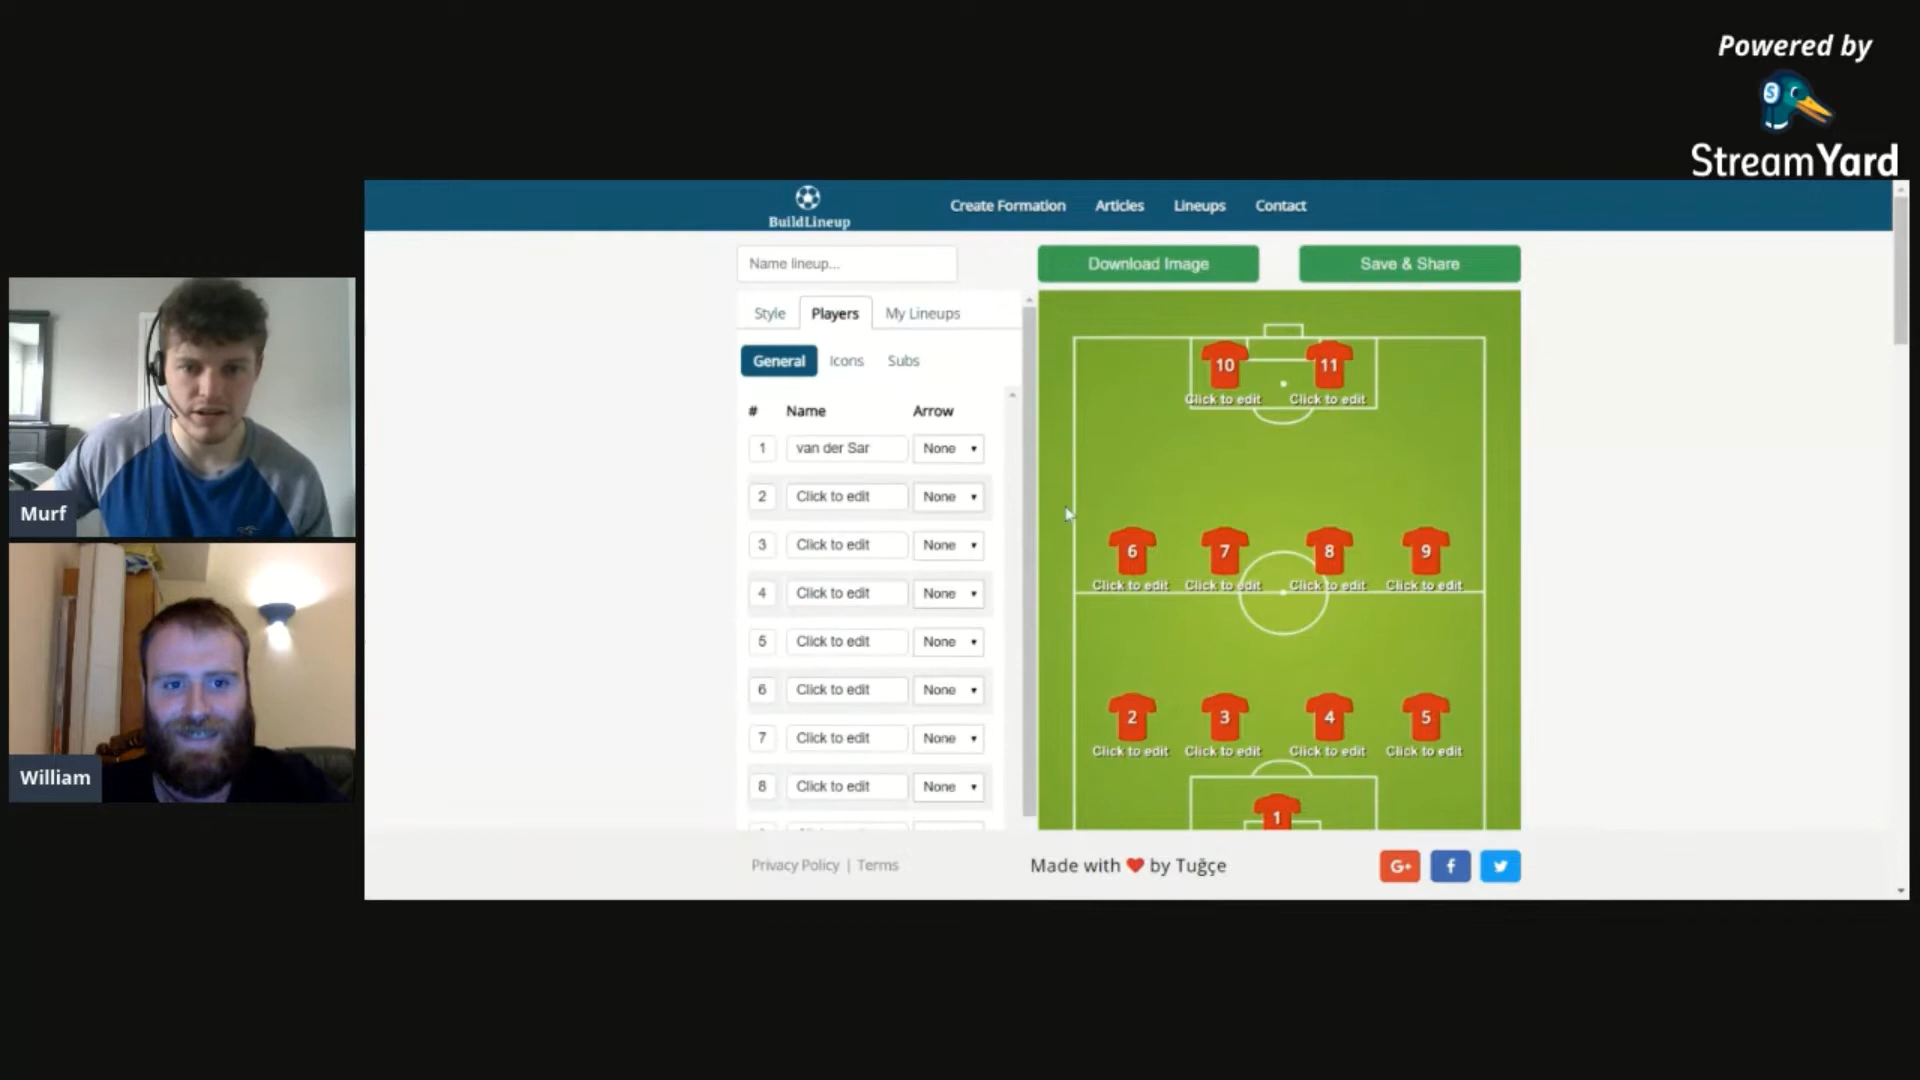 Powered by
S
StreamYard
BuildLineup
Create Formation Articles Lineups Contact
Name lineup...
Download Image Save & Share
Style Players My Lineups
General Icons Subs
# Name Arrow
1 van der Sar None
2 Click to edit None
3 Click to edit None
4 Click to edit None
5 Click to edit None
6 Click to edit None
7 Click to edit None
8 Click to edit None
10 11
Click to edit Click to edit
6 7 8 9
Click to edit Click to edit Click to edit Click to edit
2 3 4 5
Click to edit Click to edit Click to edit Click to edit
1
Privacy Policy | Terms
Made with ❤ by Tuğçe
G+ f
Murf
William